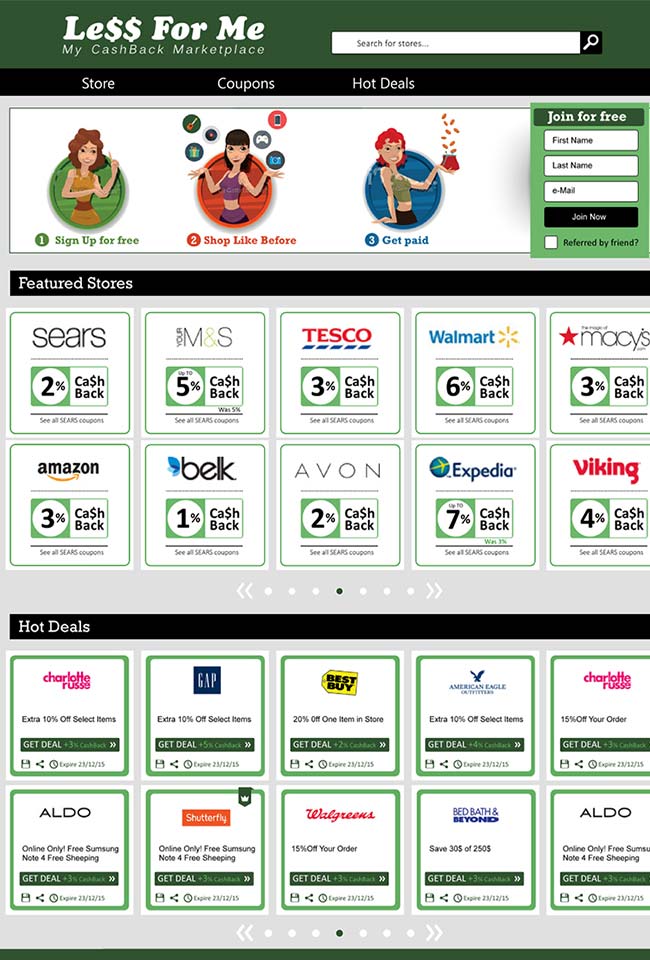 Le$$ For Me
My CashBack Marketplace
Search for stores...
Store Coupons Hot Deals
Join for free
First Name
Last Name
e-Mail
Join Now
Referred by friend?
1 Sign Up for free
2 Shop Like Before
3 Get paid
Featured Stores
sears
2% Ca$h Back
See all SEARS coupons
YOUR M&S
Up TO
5% Ca$h Back
Was 5%
See all SEARS coupons
TESCO
3% Ca$h Back
See all SEARS coupons
Walmart
6% Ca$h Back
See all SEARS coupons
the magic of
macy's
.com
3% Ca$h Back
See all SEARS coupons
amazon
3% Ca$h Back
See all SEARS coupons
belk
1% Ca$h Back
See all SEARS coupons
AVON
2% Ca$h Back
See all SEARS coupons
Expedia
Up TO
7% Ca$h Back
Was 3%
See all SEARS coupons
Viking
4% Ca$h Back
See all SEARS coupons
Hot Deals
charlotte russe
Extra 10% Off Select Items
GET DEAL +3% CashBack »
Expire 23/12/15
GAP
Extra 10% Off Select Items
GET DEAL +5% CashBack »
Expire 23/12/15
BEST BUY
20% Off One Item in Store
GET DEAL +2% CashBack »
Expire 23/12/15
AMERICAN EAGLE
OUTFITTERS
Extra 10% Off Select Items
GET DEAL +4% CashBack »
Expire 23/12/15
charlotte russe
15%Off Your Order
GET DEAL +3% CashBack
Expire 23/12/15
ALDO
Online Only! Free Sumsung
Note 4 Free Sheeping
GET DEAL +3% CashBack »
Expire 23/12/15
Shutterfly
Online Only! Free Sumsung
Note 4 Free Sheeping
GET DEAL +3% CashBack »
Expire 23/12/15
Walgreens
15%Off Your Order
GET DEAL +3% CashBack »
Expire 23/12/15
BED BATH &
BEYOND
Save 30$ of 250$
GET DEAL +3% CashBack »
Expire 23/12/15
ALDO
Online Only! Free Sumsung
Note 4 Free Sheeping
GET DEAL +3% CashBack
Expire 23/12/15